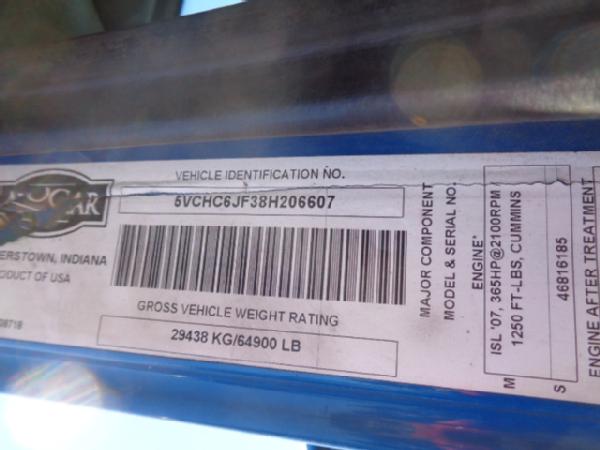 CAR
ERSTOWN, INDIANA
ODUCT OF USA
VEHICLE IDENTIFICATION NO.
5VCHC6JF38H206607
GROSS VEHICLE WEIGHT RATING
29438 KG/64900 LB
MAJOR COMPONENT
MODEL & SERIAL NO.
ENGINE*
ISL '07, 365HP@2100RPM /
1250 FT-LBS, CUMMINS
M
46816185
S
ENGINE AFTER TREATMENT